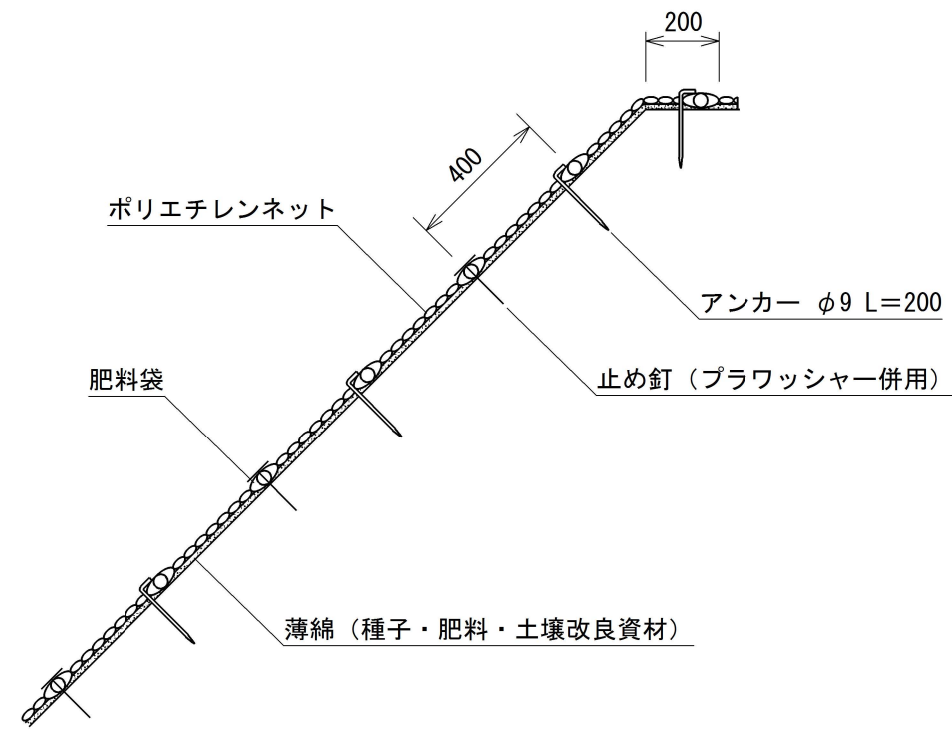 200
400
ポリエチレンネット
アンカー φ9 L=200
肥料袋
止め釘（プラワッシャー併用）
薄綿（種子・肥料・土壌改良資材）